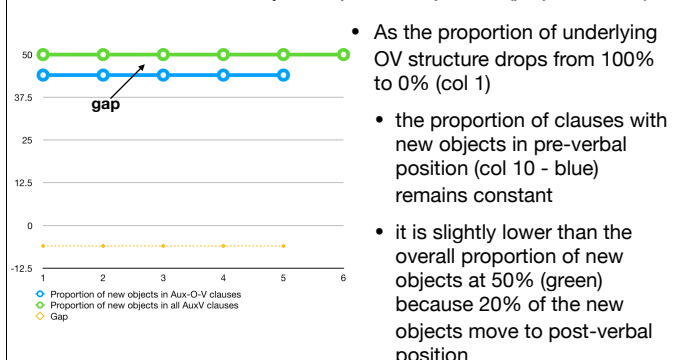 50
37.5
25
12.5
0
-12.5
gap
1 2 3 4 5 6
Proportion of new objects in Aux-O-V clauses
Proportion of new objects in all AuxV clauses
Gap
• As the proportion of underlying
OV structure drops from 100%
to 0% (col 1)
• the proportion of clauses with
new objects in pre-verbal
position (col 10 - blue)
remains constant
• it is slightly lower than the
overall proportion of new
objects at 50% (green)
because 20% of the new
objects move to post-verbal
position